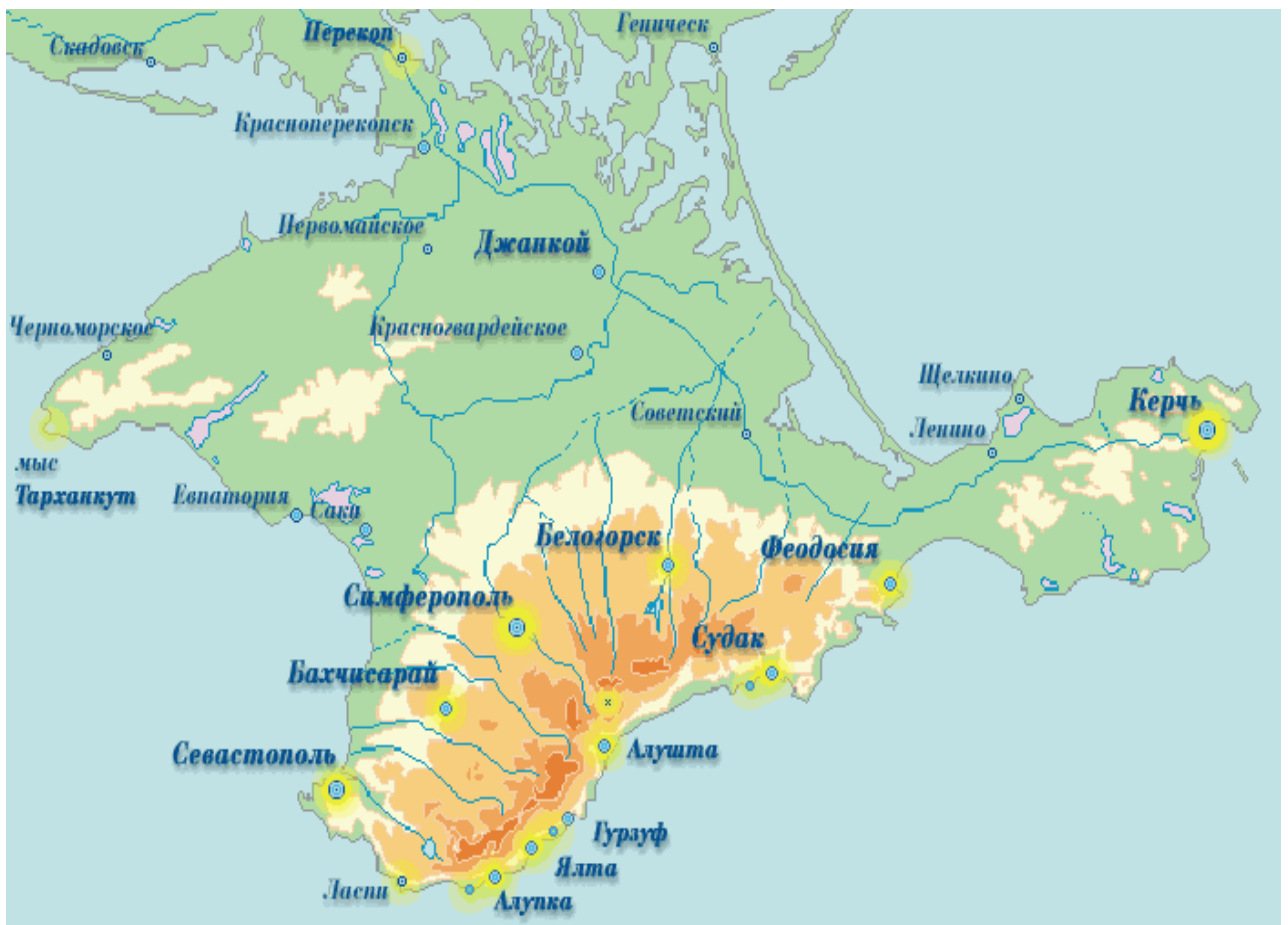 Геническ
Перекоп
Скадовск
Красноперекопск
Первомайское
Джанкой
Черноморское
Красногвардейское
Щелкино
Керчь
Советский
Ленино
мыс
Тарханкут
Евпатория
Саки
Белогорск
Феодосия
Симферополь
Судак
Бахчисарай
Севастополь
Алушта
Гурзуф
Ялта
Ласпи
Алупка